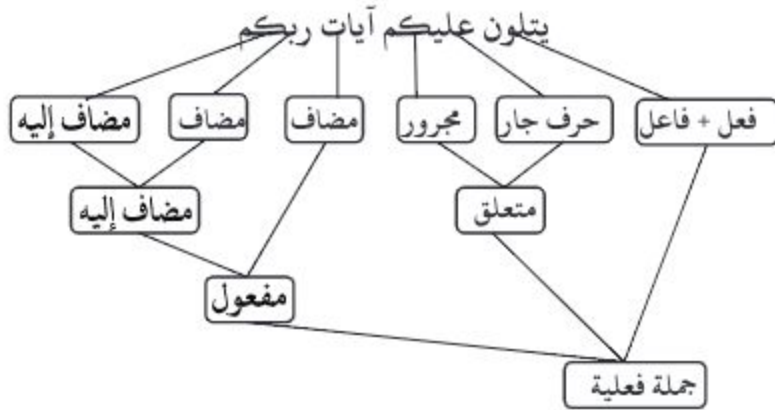 يتلون عليكم آيات ربكم
فعل + فاعل
حرف جار
مجرور
مضاف
مضاف
مضاف إليه
متعلق
مضاف إليه
مفعول
جملة فعلية